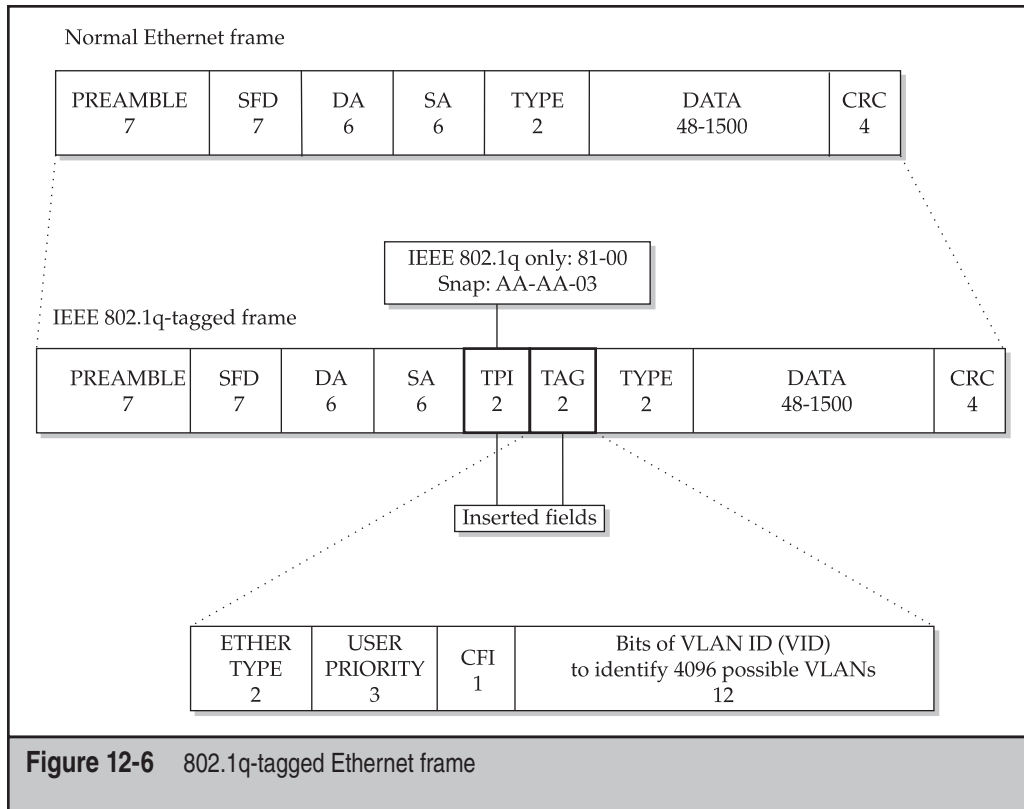 Normal Ethernet frame
PREAMBLE
7
SFD
7
DA
6
SA
6
TYPE
2
DATA
48-1500
CRC
4
IEEE 802.1q only: 81-00
Snap: AA-AA-03
IEEE 802.1q-tagged frame
PREAMBLE
7
SFD
7
DA
6
SA
6
TPI
2
TAG
2
TYPE
2
DATA
48-1500
CRC
4
Inserted fields
ETHER
TYPE
2
USER
PRIORITY
3
CFI
1
Bits of VLAN ID (VID)
to identify 4096 possible VLANs
12
Figure 12-6 802.1q-tagged Ethernet frame